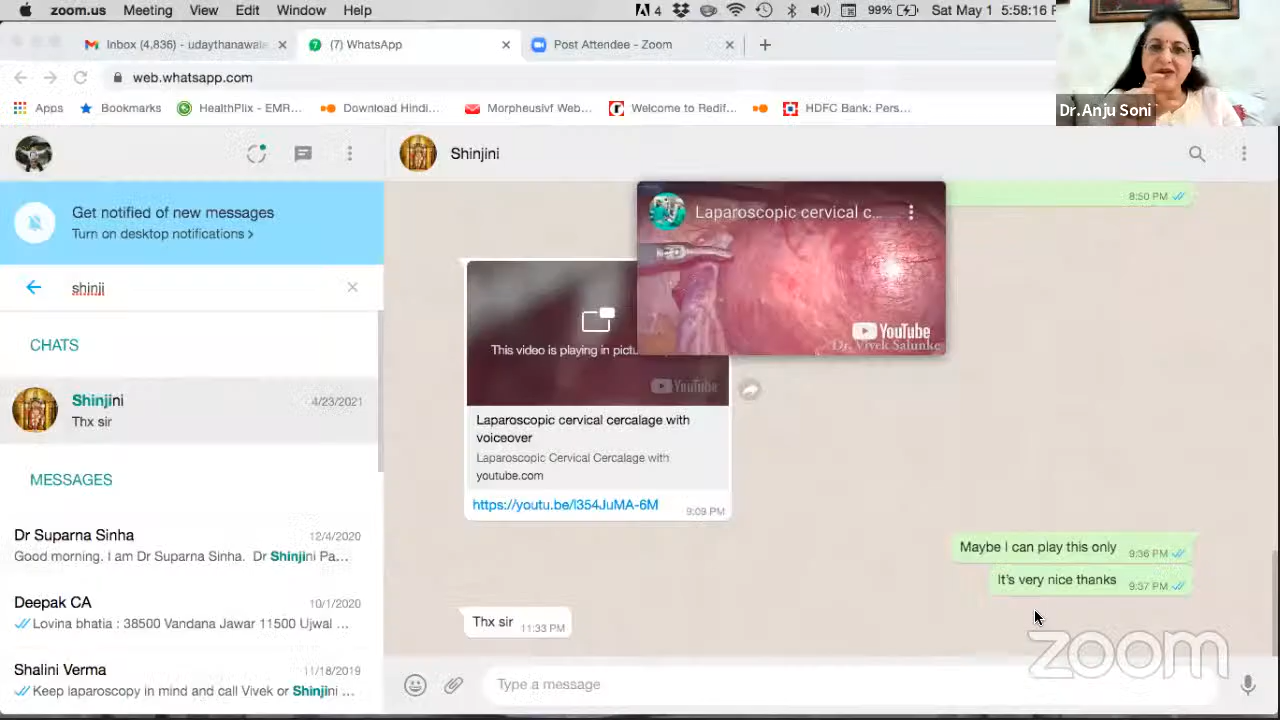 zoom.us Meeting View Edit Window Help
4 99% Sat May 1 5:58:16 P
Inbox (4,836) - udaythanawala
(7) WhatsApp
Post Attendee - Zoom
web.whatsapp.com
Apps
Bookmarks
HealthPlix - EMR...
Download Hindi...
Morpheusivf Web...
Welcome to Redif...
HDFC Bank: Pers...
Dr.Anju Soni
Shinjini
Get notified of new messages
Turn on desktop notifications >
shinji
CHATS
Shinjini 4/23/2021
Thx sir
MESSAGES
Dr Suparna Sinha 12/4/2020
Good morning. I am Dr Suparna Sinha. Dr Shinjini Pa...
Deepak CA 10/1/2020
Lovina bhatia : 38500 Vandana Jawar 11500 Ujwal ...
Shalini Verma 11/18/2019
Keep laparoscopy in mind and call Vivek or Shinjini ...
8:50 PM
Laparoscopic cervical c...
YouTube
Dr. Vivek Salunke
This video is playing in pictu
YouTube
Laparoscopic cervical cercalage with
voiceover
Laparoscopic Cervical Cercalage with
youtube.com
https://youtu.be/l354JuMA-6M
9:09 PM
Maybe I can play this only 9:36 PM
It's very nice thanks 9:37 PM
Thx sir 11:33 PM
zoom
Type a message